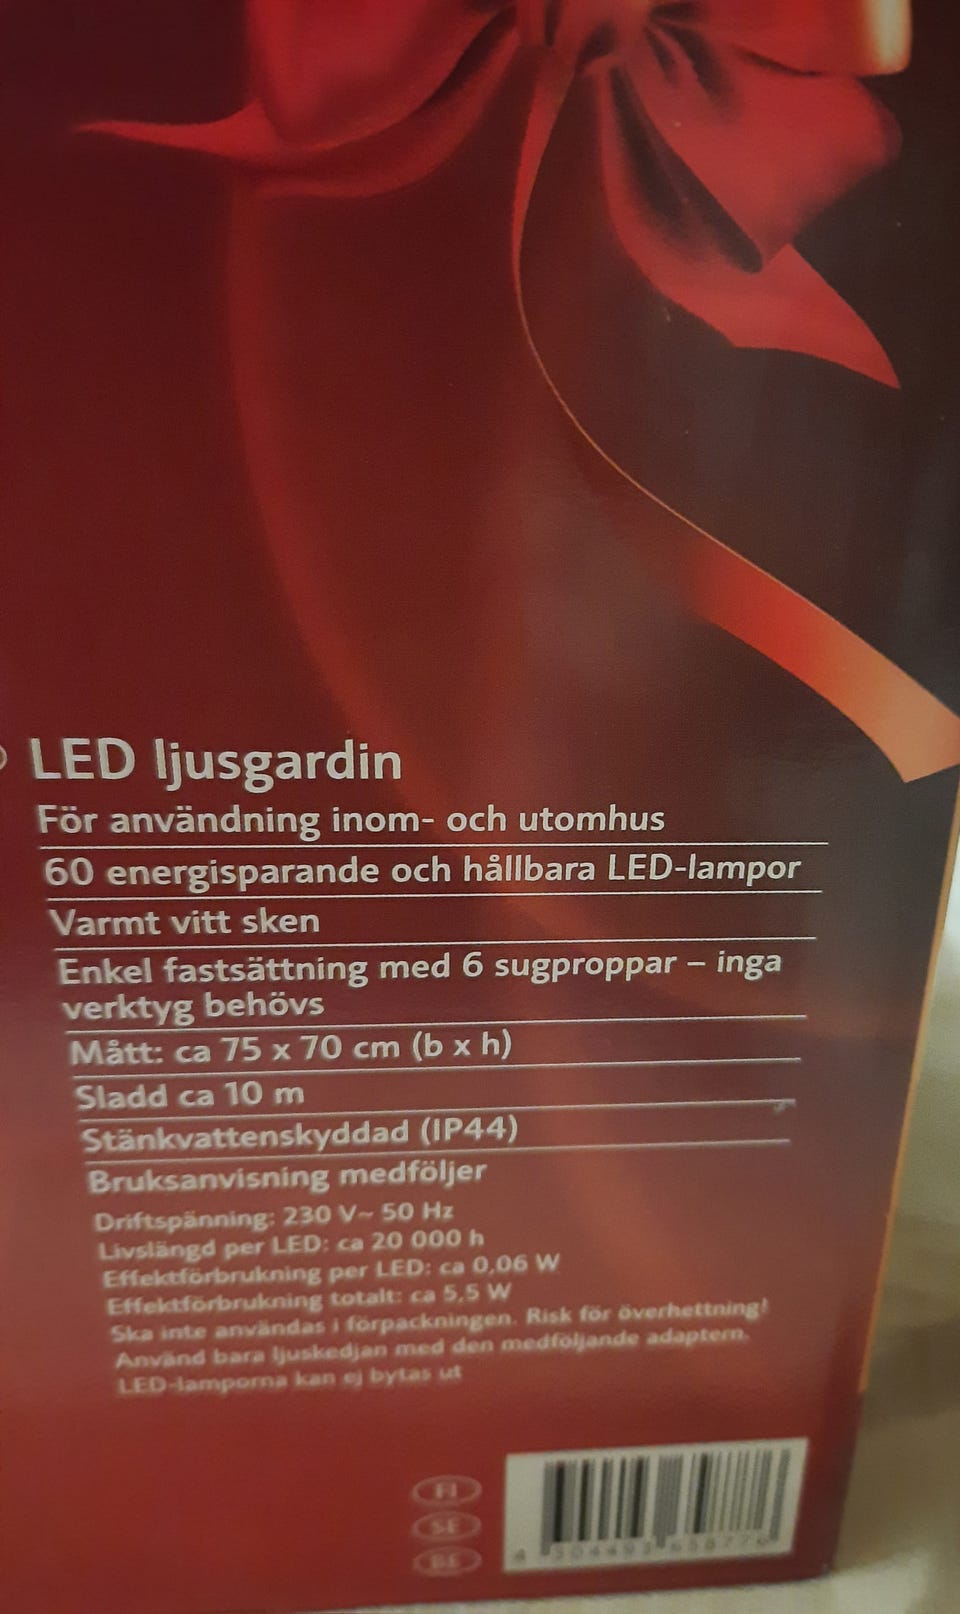 LED ljusgardin
För användning inom- och utomhus
60 energisparande och hållbara LED-lampor
Varmt vitt sken
Enkel fastsättning med 6 sugproppar – inga
verktyg behövs
Mått: ca 75 x 70 cm (b x h)
Sladd ca 10 m
Stänkvattenskyddad (IP44)
Bruksanvisning medföljer
Driftspänning: 230 V~ 50 Hz
Livslängd per LED: ca 20 000 h
Effektförbrukning per LED: ca 0,06 W
Effektförbrukning totalt: ca 5,5 W
Ska inte användas i förpackningen. Risk för överhettning!
Använd bara ljuskedjan med den medföljande adaptern.
LED-lamporna kan ej bytas ut
FI
SE
BE